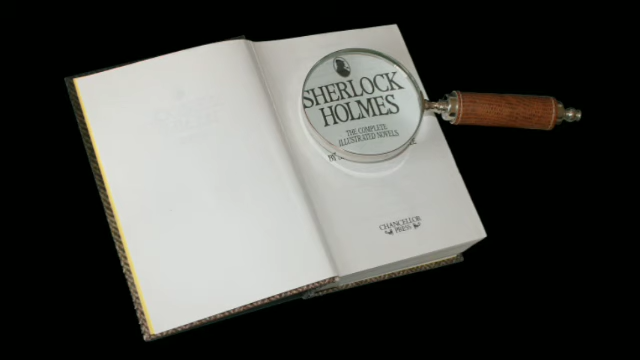 SHERLOCK
HOLMES
THE COMPLETE
ILLUSTRATED NOVELS
CHANCELLOR
PRESS